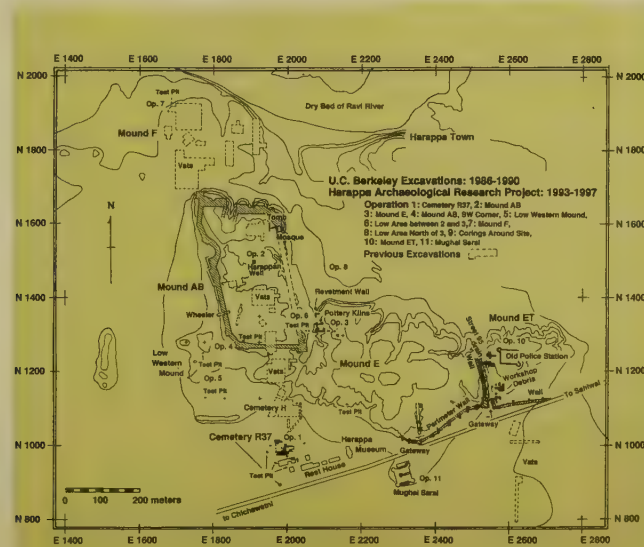 E 1400 E 1600 E 1800 E 2000 E 2200 E 2400 E 2600 E 2800
N 2000 N 2000
Dry Bed of Ravi River
Test Pit
Op. 7
Mound F
Harappa Town
N 1800 N 1800
Vats
U.C. Berkeley Excavations: 1986-1990
Harappa Archaeological Research Project: 1993-1997
Operation 1: Cemetery R37, 2: Mound AB
3: Mound E, 4: Mound AB, SW Corner, 5: Low Western Mound,
6: Low Area between 2 and 3, 7: Mound F,
8: Low Area North of 3, 9: Corings Around Site,
10: Mound ET, 11: Mughal Sarai
Previous Excavations
N
N 1600 N 1600
Tomb
Mosque
Op. 2
Harappan
Well
Op. 8
Mound AB
N 1400 N 1400
Vats
Revetment Wall
Pottery Kilns
Wheeler
Op. 6
Test Pit
Op. 3
Mound ET
Op. 4
Test Pit
Op. 10
Old Police Station
Low
Western
Mound
Mound E
N 1200 N 1200
Op. 5
Vats
Test Pit
Workshop
Debris
Wall
To Sahiwal
Cemetery H
Test Pit
Perimeter Wall
Gateway
Cemetery R37
Op. 1
Harappa
Museum
Gateway
N 1000 N 1000
Test Pit
Rest House
Op. 11
Mughal Sarai
Vats
0 100 200 meters
to Chichawatni
N 800 N 800
E 1400 E 1600 E 1800 E 2000 E 2200 E 2400 E 2600 E 2800